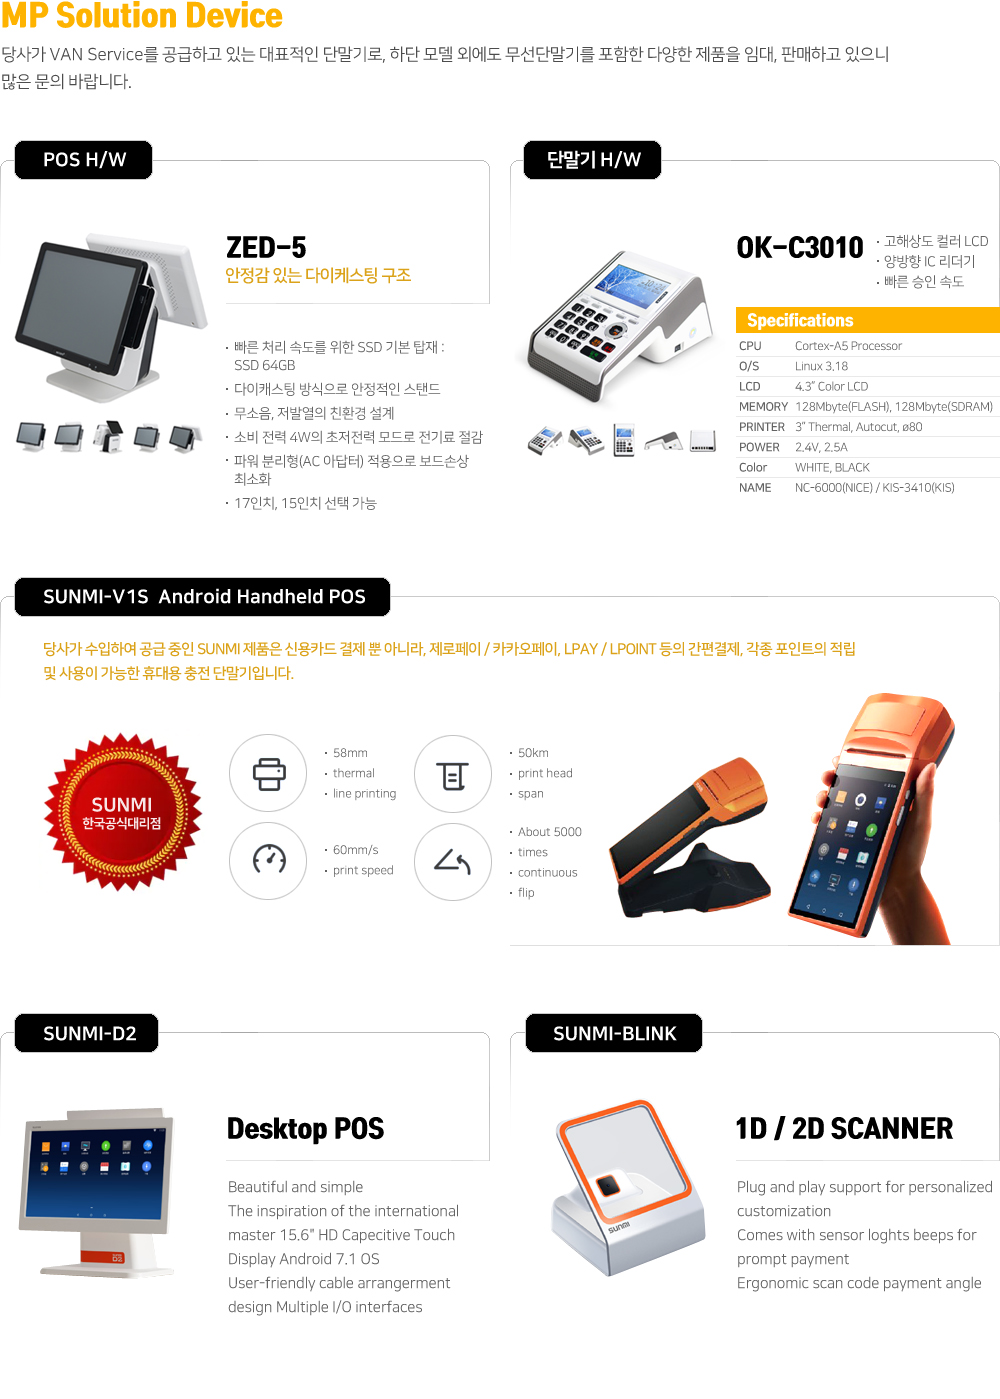 MP Solution Device
당사가 VAN Service를 공급하고 있는 대표적인 단말기로, 하단 모델 외에도 무선단말기를 포함한 다양한 제품을 임대, 판매하고 있으니
많은 문의 바랍니다.
POS H/W
ZED-5
안정감 있는 다이케스팅 구조
· 빠른 처리 속도를 위한 SSD 기본 탑재 :
SSD 64GB
· 다이캐스팅 방식으로 안정적인 스탠드
· 무소음, 저발열의 친환경 설계
· 소비 전력 4W의 초저전력 모드로 전기료 절감
· 파워 분리형(AC 아답터) 적용으로 보드손상
최소화
· 17인치, 15인치 선택 가능
단말기 H/W
OK-C3010
· 고해상도 컬러 LCD
· 양방향 IC 리더기
· 빠른 승인 속도
Specifications
CPU Cortex-A5 Processor
O/S Linux 3.18
LCD 4.3" Color LCD
MEMORY 128Mbyte(FLASH), 128Mbyte(SDRAM)
PRINTER 3" Thermal, Autocut, ø80
POWER 2.4V, 2.5A
Color WHITE, BLACK
NAME NC-6000(NICE) / KIS-3410(KIS)
SUNMI-V1S Android Handheld POS
당사가 수입하여 공급 중인 SUNMI 제품은 신용카드 결제 뿐 아니라, 제로페이 / 카카오페이, LPAY / LPOINT 등의 간편결제, 각종 포인트의 적립
및 사용이 가능한 휴대용 충전 단말기입니다.
SUNMI
한국공식대리점
· 58mm
· thermal
· line printing
· 50km
· print head
· span
· 60mm/s
· print speed
· About 5000
· times
· continuous
· flip
SUNMI-D2
D2
Desktop POS
Beautiful and simple
The inspiration of the international
master 15.6" HD Capecitive Touch
Display Android 7.1 OS
User-friendly cable arrangerment
design Multiple I/O interfaces
SUNMI-BLINK
SUNMI
1D / 2D SCANNER
Plug and play support for personalized
customization
Comes with sensor loghts beeps for
prompt payment
Ergonomic scan code payment angle